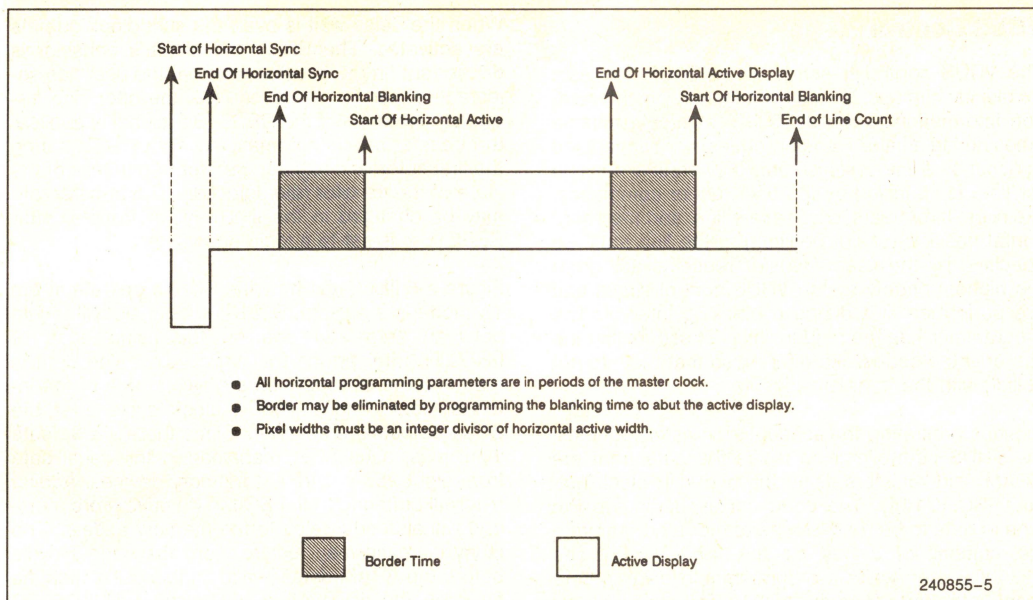 Start of Horizontal Sync
End Of Horizontal Sync
End Of Horizontal Blanking
Start Of Horizontal Active
End Of Horizontal Active Display
Start Of Horizontal Blanking
End of Line Count
● All horizontal programming parameters are in periods of the master clock.
● Border may be eliminated by programming the blanking time to abut the active display.
● Pixel widths must be an integer divisor of horizontal active width.
Border Time
Active Display
240855–5